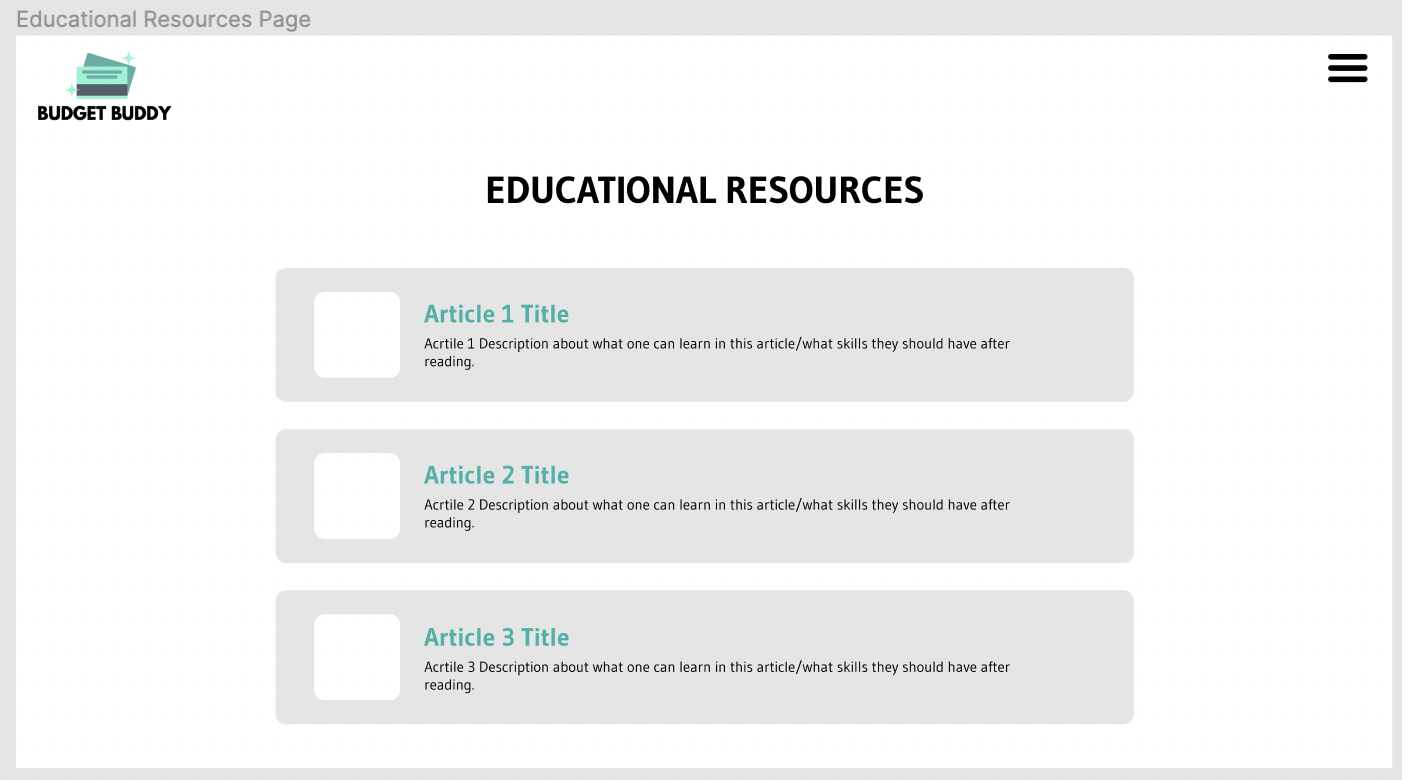 Educational Resources Page
BUDGET BUDDY
EDUCATIONAL RESOURCES
Article 1 Title
Acrtile 1 Description about what one can learn in this article/what skills they should have after
reading.
Article 2 Title
Acrtile 2 Description about what one can learn in this article/what skills they should have after
reading.
Article 3 Title
Acrtile 3 Description about what one can learn in this article/what skills they should have after
reading.